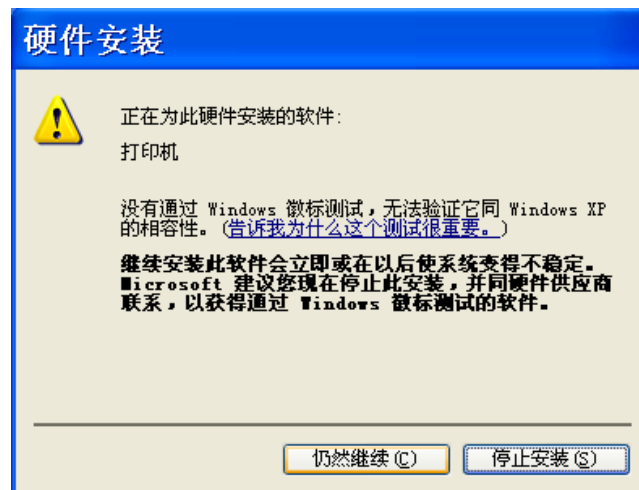 硬件安装
正在为此硬件安装的软件:
打印机
没有通过 Windows 徽标测试，无法验证它同 Windows XP
的相容性。(告诉我为什么这个测试很重要。)
继续安装此软件会立即或在以后使系统变得不稳定。
Microsoft 建议您现在停止此安装，并同硬件供应商
联系，以获得通过 Windows 徽标测试的软件。
仍然继续(C) 停止安装(S)